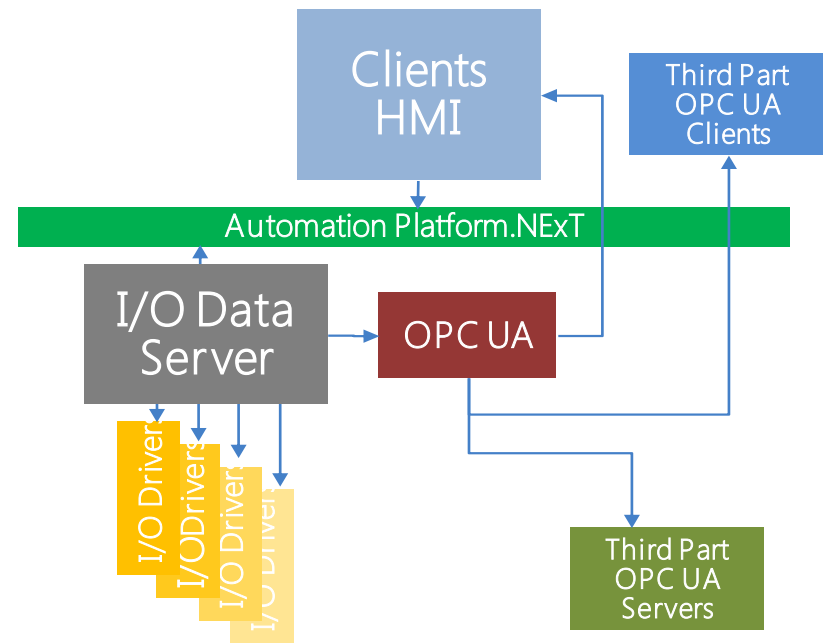 Clients
HMI
Third Part
OPC UA
Clients
Automation Platform.NExT
I/O Data
Server
OPC UA
I/O Drivers
I/ODrivers
I/O Drivers
I/O Drivers
Third Part
OPC UA
Servers